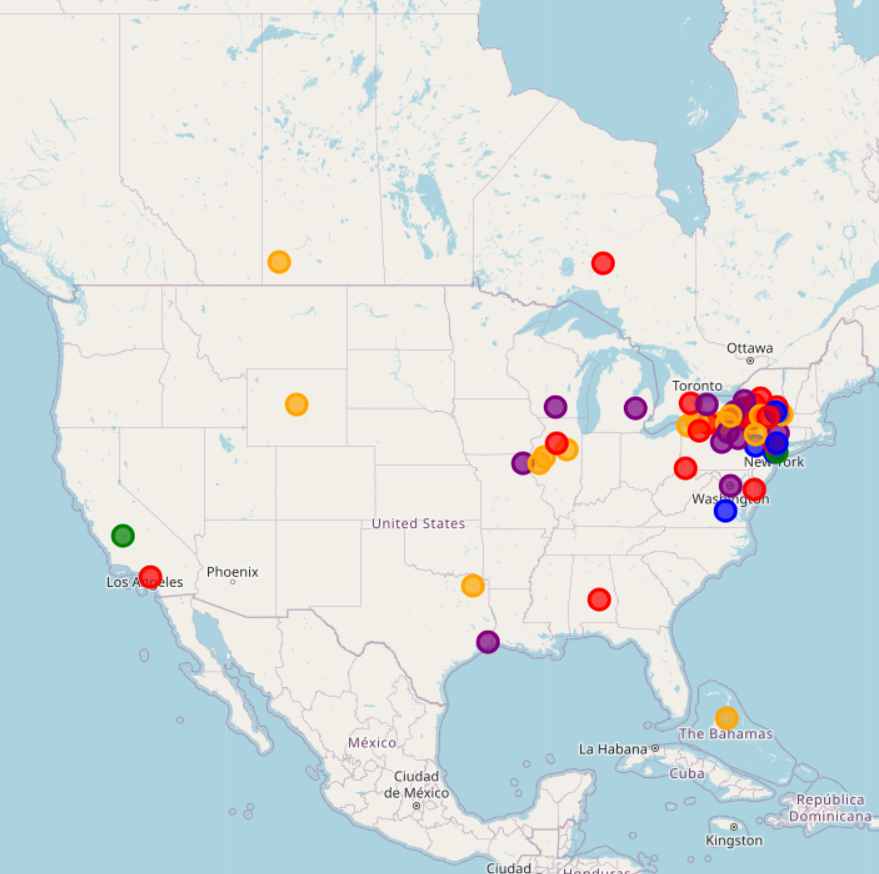 Ottawa
Toronto
New York
Washington
United States
Los Angeles
Phoenix
The Bahamas
México
La Habana
Cuba
Ciudad
de México
República
Dominicana
Kingston
Ciudad
Honduras